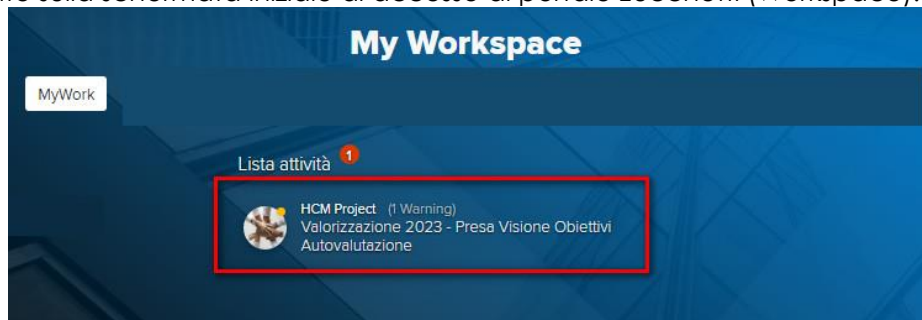 My Workspace
MyWork
Lista attività 1
HCM Project (1 Warning)
Valorizzazione 2023 - Presa Visione Obiettivi
Autovalutazione